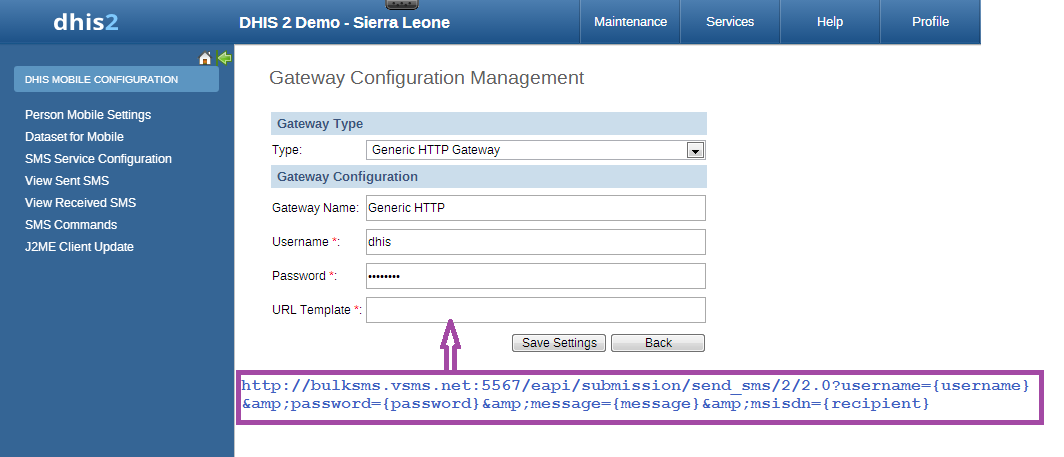 dhis2
DHIS 2 Demo - Sierra Leone
Maintenance
Services
Help
Profile
DHIS MOBILE CONFIGURATION
Person Mobile Settings
Dataset for Mobile
SMS Service Configuration
View Sent SMS
View Received SMS
SMS Commands
J2ME Client Update
Gateway Configuration Management
Gateway Type
Type: Generic HTTP Gateway
Gateway Configuration
Gateway Name: Generic HTTP
Username *: dhis
Password *: ••••••••
URL Template *:
Save Settings Back
http://bulksms.vsms.net:5567/eapi/submission/send_sms/2/2.0?username={username}
&amp;password={password}&amp;message={message}&amp;msisdn={recipient}